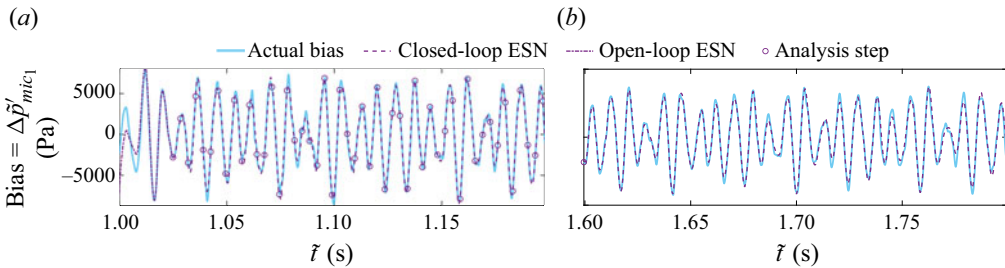 (a)
(b)
Actual bias Closed-loop ESN Open-loop ESN Analysis step
Bias = Δp̃′mic1
(Pa)
5000
0
−5000
1.00 1.05 1.10 1.15
t̃ (s)
1.60 1.65 1.70 1.75
t̃ (s)